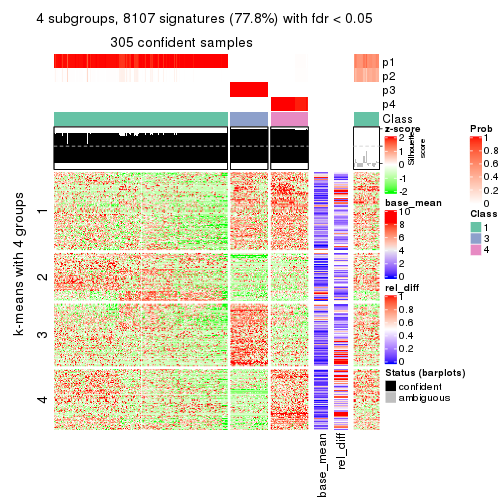 4 subgroups, 8107 signatures (77.8%) with fdr < 0.05
305 confident samples
p1
p2
p3
p4
Class
k-means with 4 groups
1
2
3
4
Silhouette score
base_mean
rel_diff
z-score
2
1
0
-1
-2
base_mean
10
8
6
4
2
0
rel_diff
1
0.8
0.6
0.4
0.2
0
Status (barplots)
confident
ambiguous
Prob
1
0.8
0.6
0.4
0.2
0
Class
1
3
4